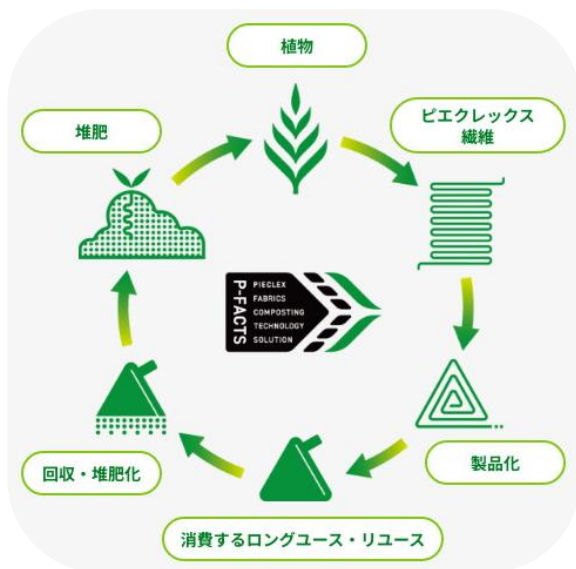 植物
ピエクレックス
繊維
製品化
消費するロングユース・リユース
回収・堆肥化
堆肥
P-FACTS
PIECLEX
FABRICS
COMPOSTING
TECHNOLOGY
SOLUTION